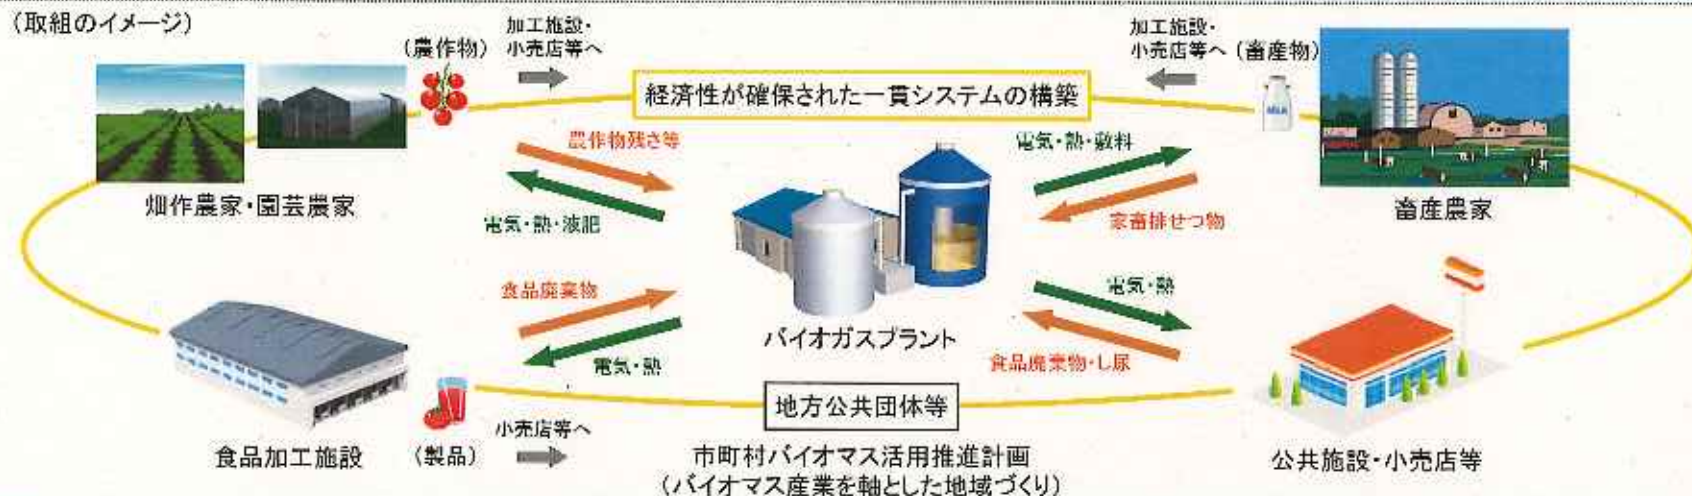 (取組のイメージ)
(農作物)
加工施設・
小売店等へ
加工施設・
小売店等へ
(畜産物)
経済性が確保された一貫システムの構築
MILK
農作物残さ等
電気・熱・敷料
畑作農家・園芸農家
電気・熱・液肥
家畜排せつ物
畜産農家
食品廃棄物
電気・熱
バイオガスプラント
電気・熱
食品廃棄物・し尿
地方公共団体等
食品加工施設
(製品)
小売店等へ
市町村バイオマス活用推進計画
(バイオマス産業を軸とした地域づくり)
公共施設・小売店等